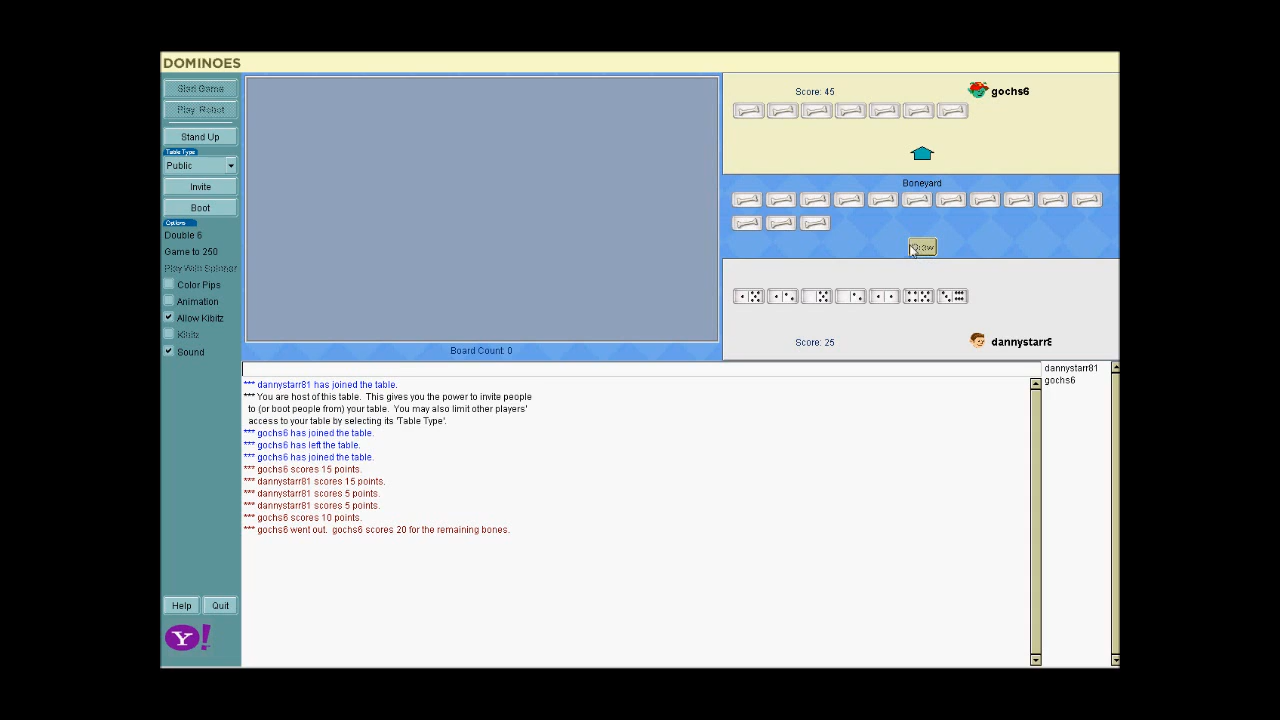 DOMINOES
Start Game
Play Robot
Stand Up
Table Type
Public
Invite
Boot
Options
Double 6
Game to 250
Play With Spinner
Color Pips
Animation
Allow Kibitz
Kibitz
Sound
Help
Quit
Y!
Board Count: 0
Score: 45
gochs6
Boneyard
Draw
Score: 25
dannystarr8
*** dannystarr81 has joined the table.
*** You are host of this table. This gives you the power to invite people
to (or boot people from) your table. You may also limit other players'
access to your table by selecting its 'Table Type'.
*** gochs6 has joined the table.
*** gochs6 has left the table.
*** gochs6 has joined the table.
*** gochs6 scores 15 points.
*** dannystarr81 scores 15 points.
*** dannystarr81 scores 5 points.
*** dannystarr81 scores 5 points.
*** gochs6 scores 10 points.
*** gochs6 went out. gochs6 scores 20 for the remaining bones.
dannystarr81
gochs6